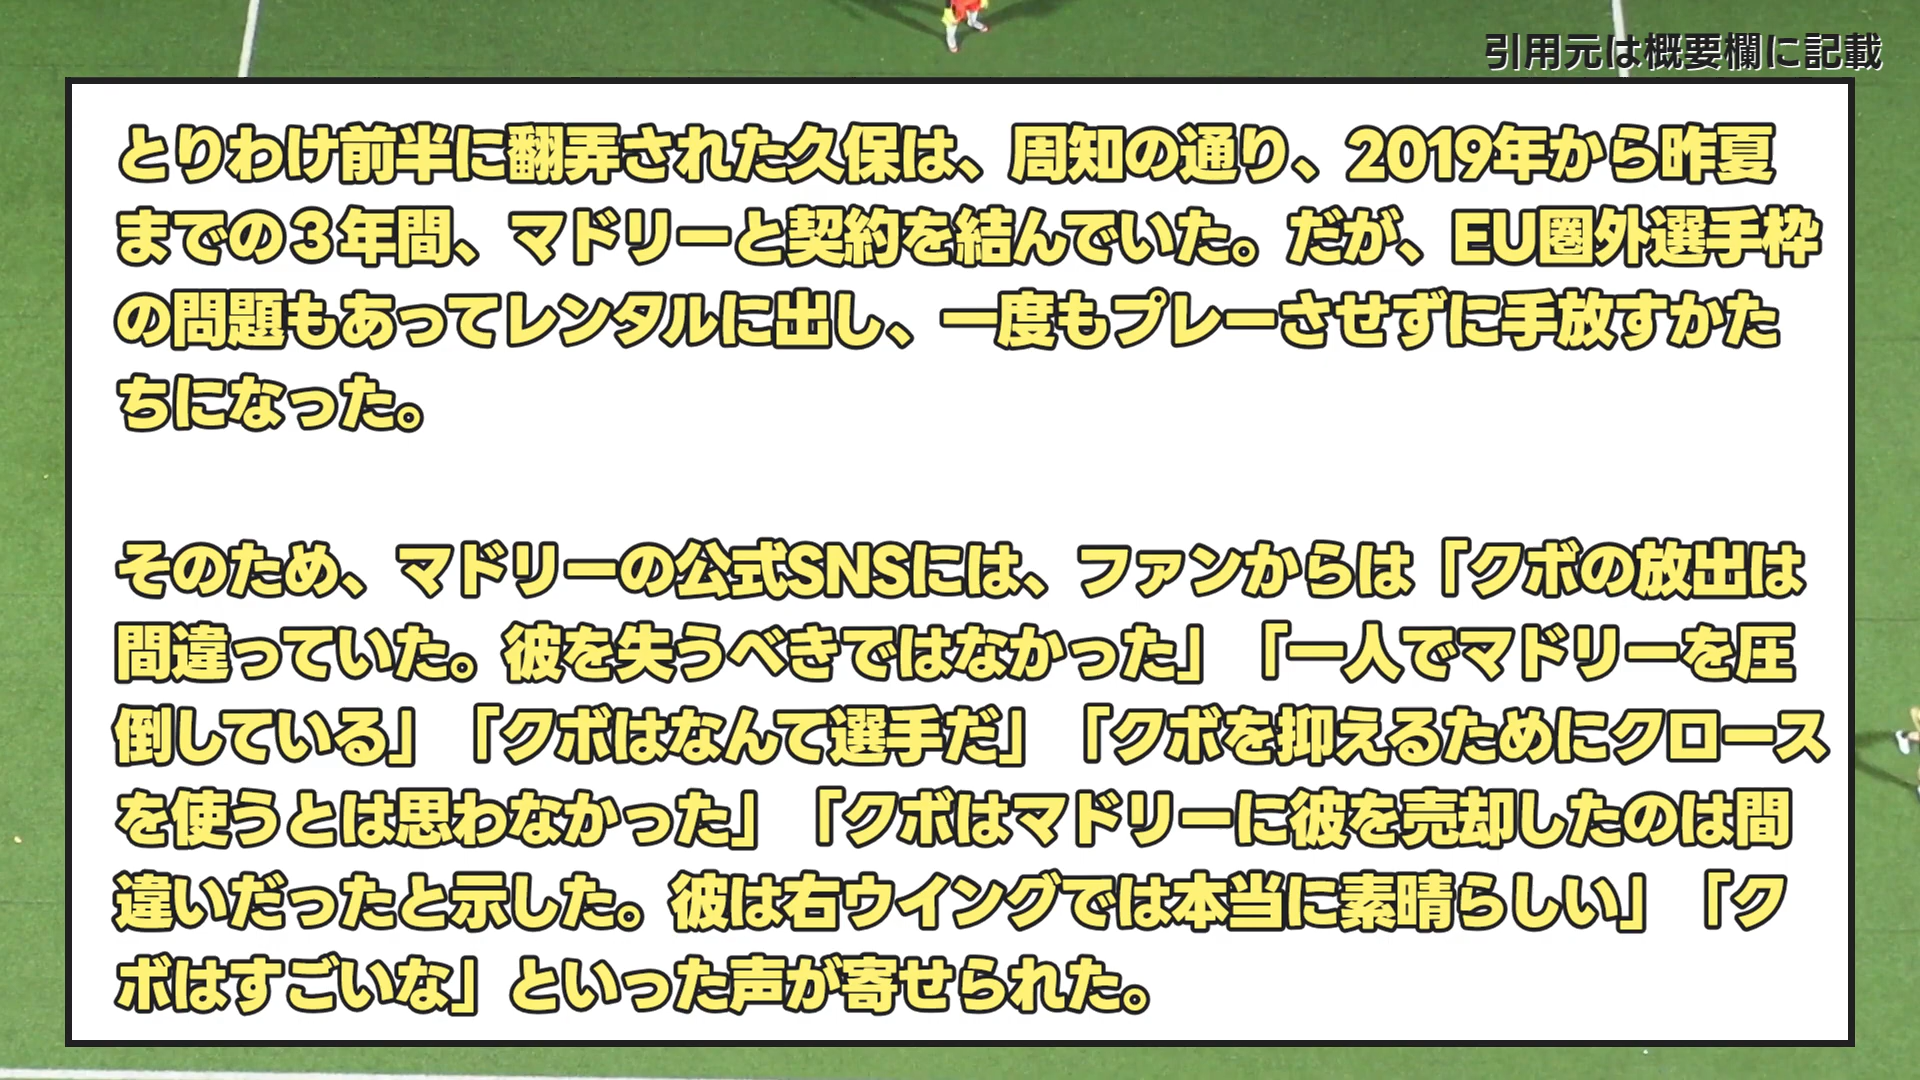 引用元は概要欄に記載
とりわけ前半に翻弄された久保は、周知の通り、2019年から昨夏
までの３年間、マドリーと契約を結んでいた。だが、EU圏外選手枠
の問題もあってレンタルに出し、一度もプレーさせずに手放すかた
ちになった。
そのため、マドリーの公式SNSには、ファンからは「クボの放出は
間違っていた。彼を失うべきではなかった」「一人でマドリーを圧
倒している」「クボはなんて選手だ」「クボを抑えるためにクロース
を使うとは思わなかった」「クボはマドリーに彼を売却したのは間
違いだったと示した。彼は右ウイングでは本当に素晴らしい」「ク
ボはすごいな」といった声が寄せられた。